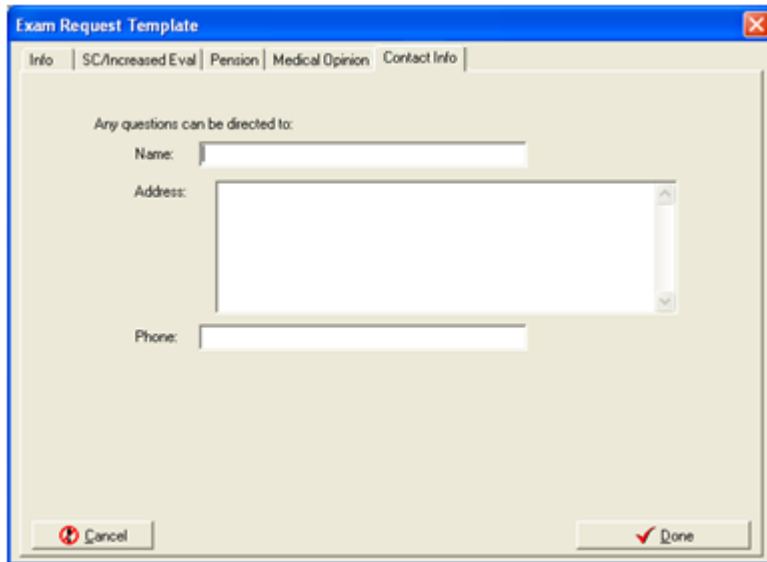 Exam Request Template
Info SC/Increased Eval Pension Medical Opinion Contact Info
Any questions can be directed to:
Name:
Address:
Phone:
Cancel Done